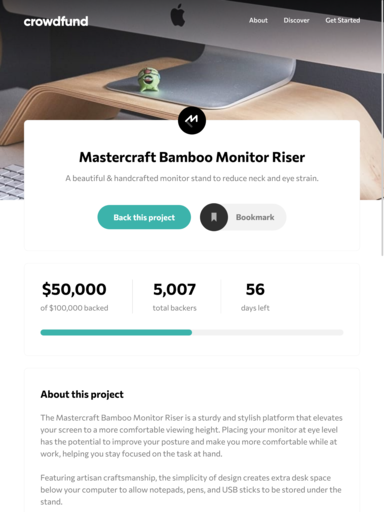 crowdfund
About
Discover
Get Started
Mastercraft Bamboo Monitor Riser
A beautiful & handcrafted monitor stand to reduce neck and eye strain.
Back this project
Bookmark
$50,000
of $100,000 backed
5,007
total backers
56
days left
About this project
The Mastercraft Bamboo Monitor Riser is a sturdy and stylish platform that elevates
your screen to a more comfortable viewing height. Placing your monitor at eye level
has the potential to improve your posture and make you more comfortable while at
work, helping you stay focused on the task at hand.
Featuring artisan craftsmanship, the simplicity of design creates extra desk space
below your computer to allow notepads, pens, and USB sticks to be stored under the
stand.